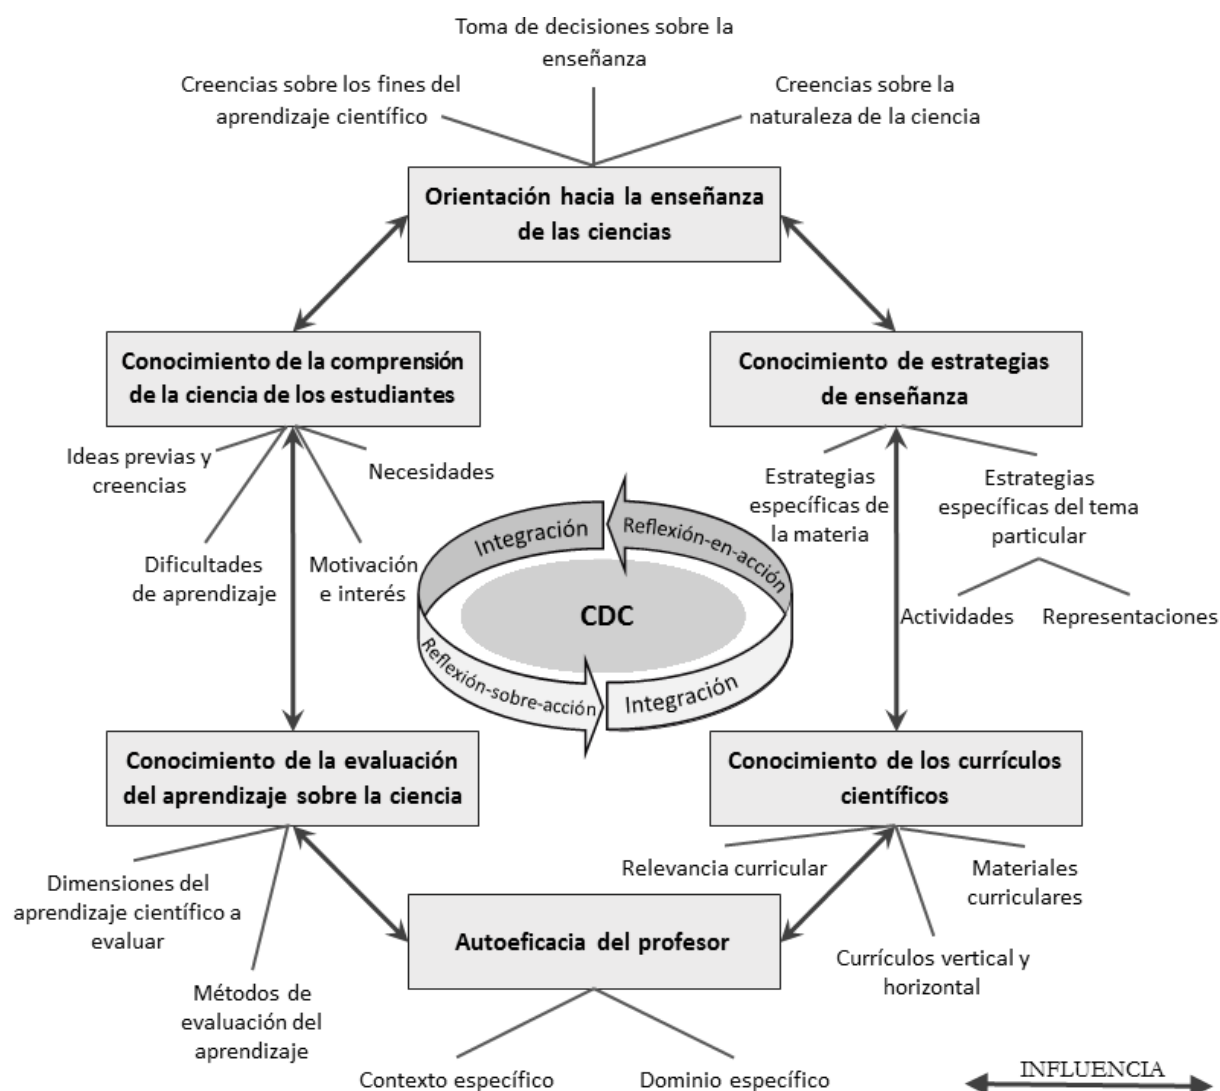 Toma de decisiones sobre la
enseñanza
Creencias sobre los fines del
aprendizaje científico
Creencias sobre la
naturaleza de la ciencia
Orientación hacia la enseñanza
de las ciencias
Conocimiento de la comprensión
de la ciencia de los estudiantes
Conocimiento de estrategias
de enseñanza
Ideas previas y
creencias
Necesidades
Dificultades
de aprendizaje
Motivación
e interés
Estrategias
específicas de
la materia
Estrategias
específicas del tema
particular
Actividades
Representaciones
Integración
Reflexión-en-acción
CDC
Reflexión-sobre-acción
Integración
Conocimiento de la evaluación
del aprendizaje sobre la ciencia
Conocimiento de los currículos
científicos
Dimensiones del
aprendizaje científico a
evaluar
Métodos de
evaluación del
aprendizaje
Relevancia curricular
Materiales
curriculares
Currículos vertical y
horizontal
Autoeficacia del profesor
Contexto específico
Dominio específico
INFLUENCIA